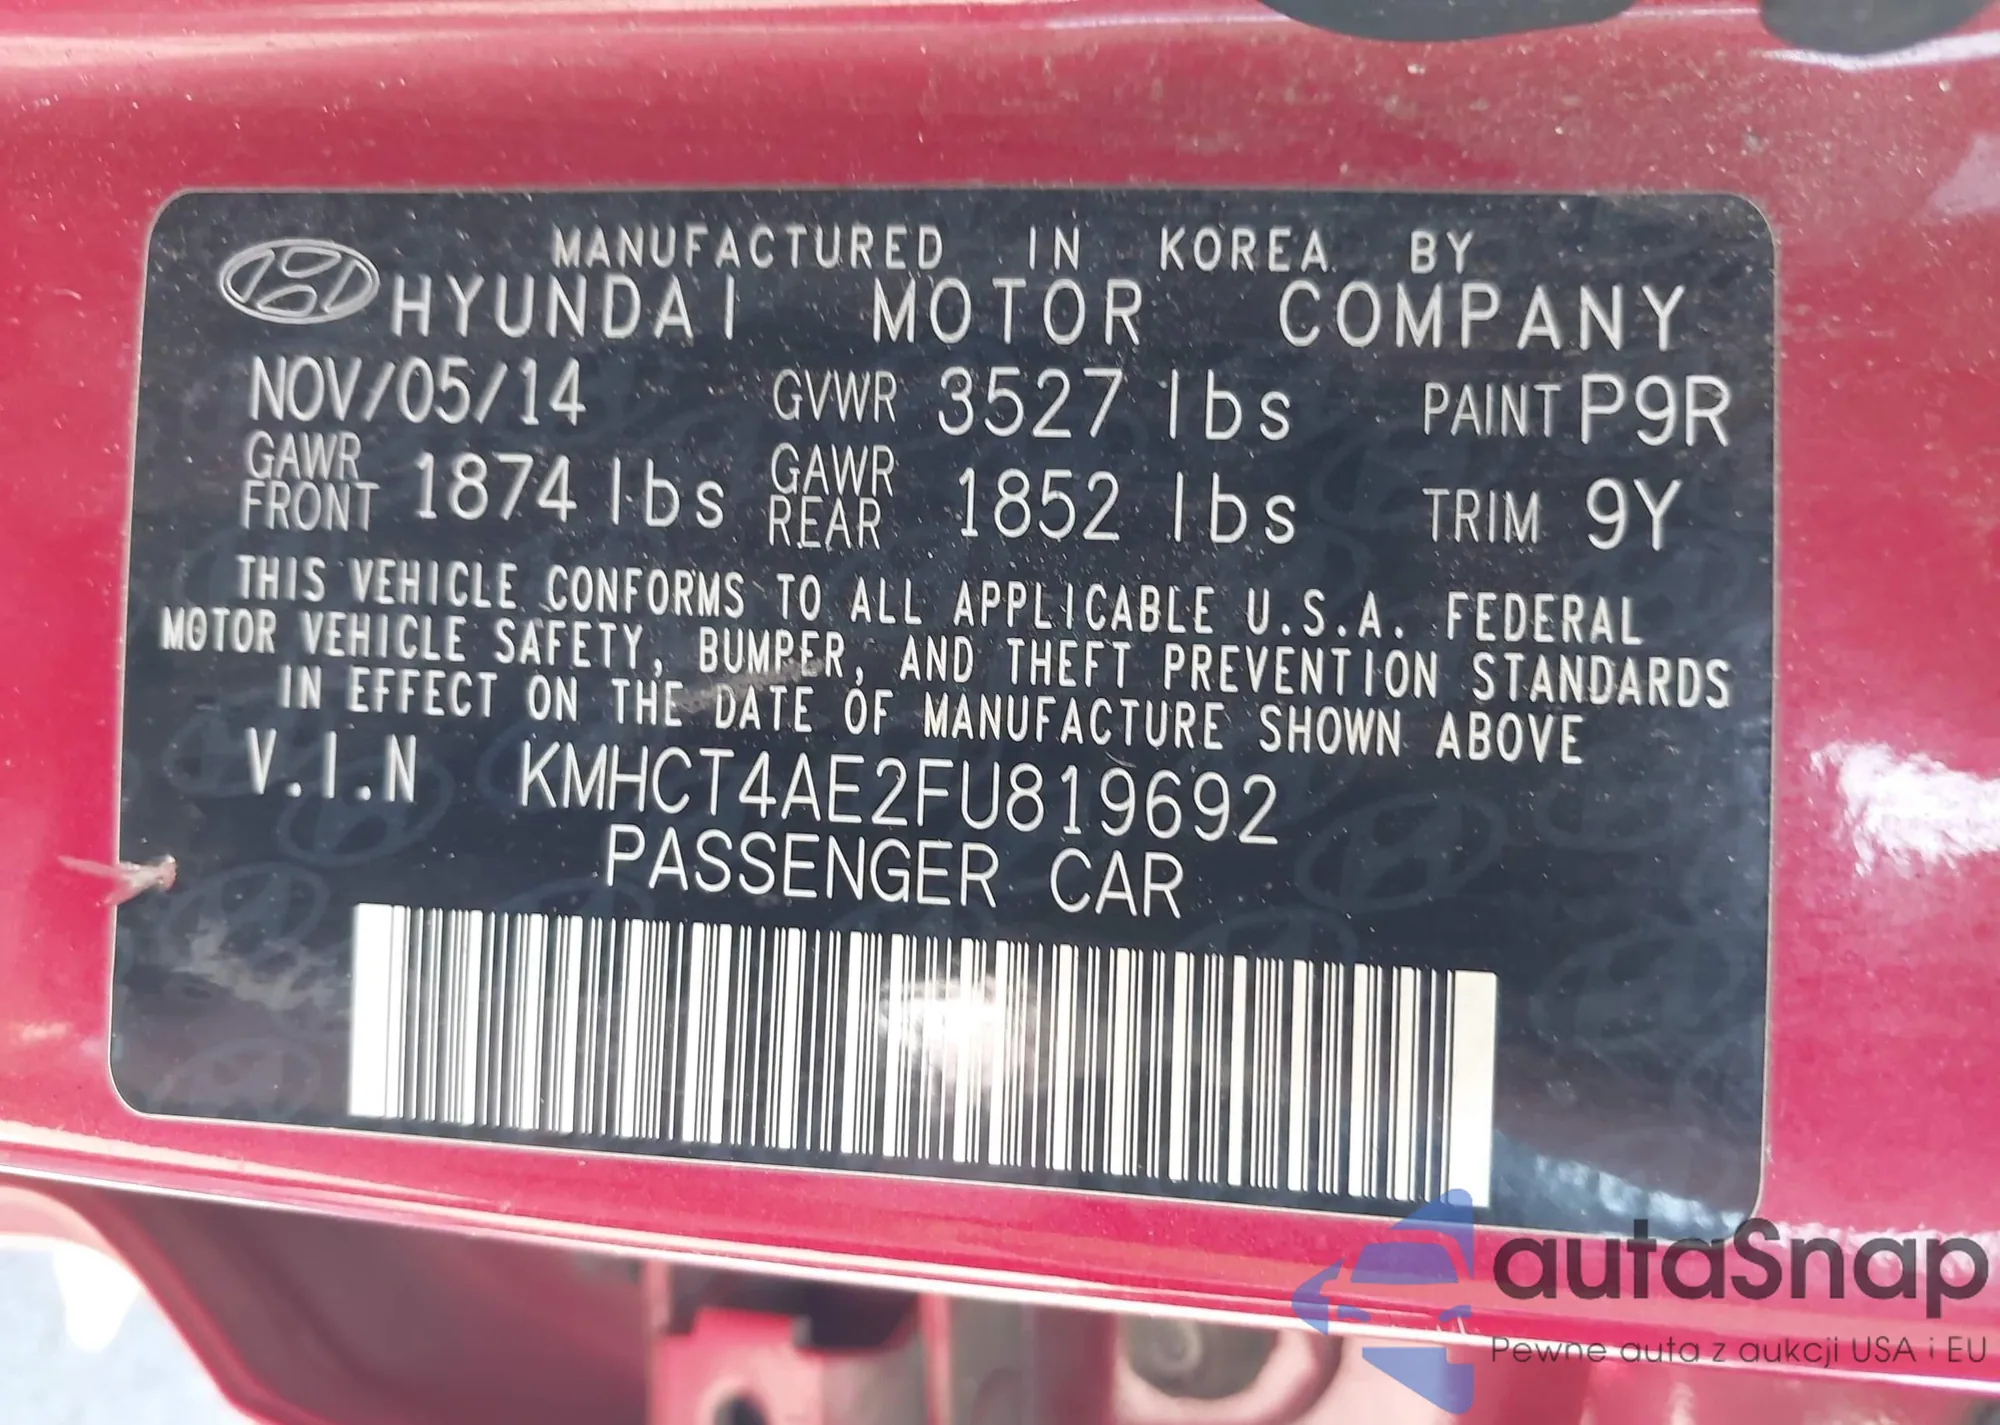 MANUFACTURED IN KOREA BY
HYUNDAI MOTOR COMPANY
NOV/05/14 GVWR 3527 lbs PAINT P9R
GAWR FRONT 1874 lbs GAWR REAR 1852 lbs TRIM 9Y
THIS VEHICLE CONFORMS TO ALL APPLICABLE U.S.A. FEDERAL
MOTOR VEHICLE SAFETY, BUMPER, AND THEFT PREVENTION STANDARDS
IN EFFECT ON THE DATE OF MANUFACTURE SHOWN ABOVE
V.I.N KMHCT4AE2FU819692
PASSENGER CAR
autaSnap
Pewne auta z aukcji USA i EU